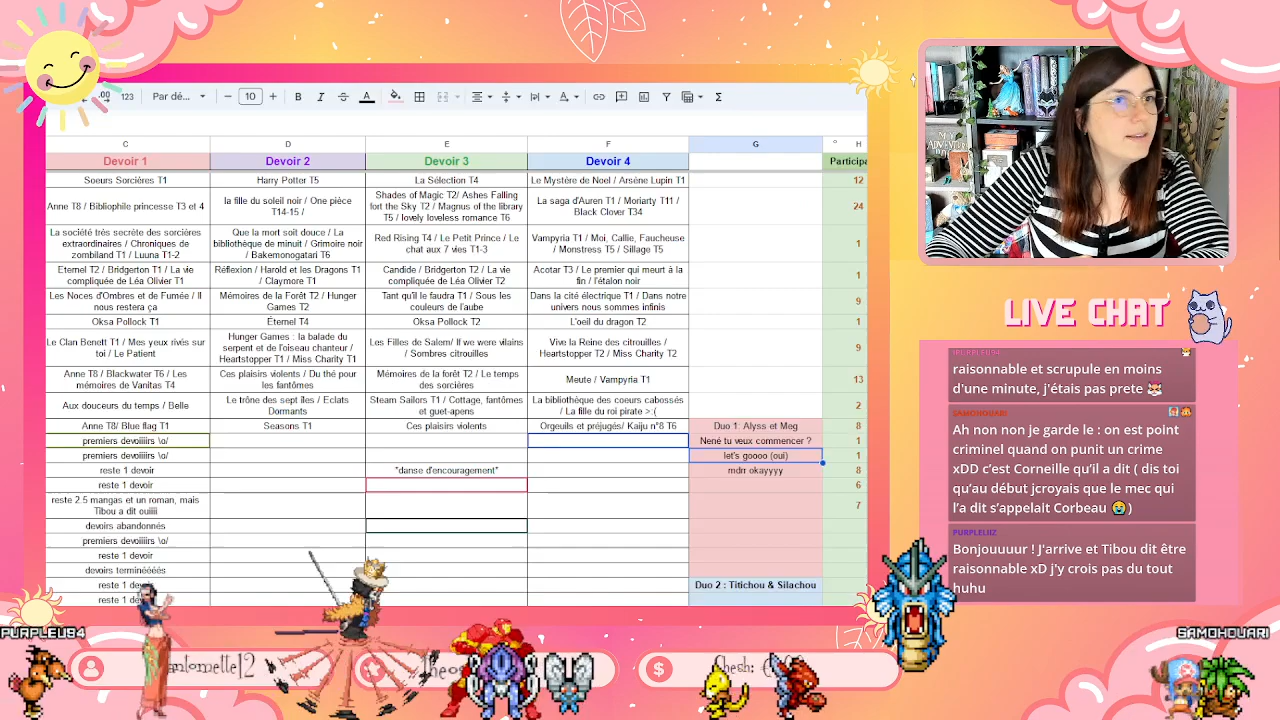 .00 123 Par dé... 10 B I A Σ
C D E F G H
Devoir 1 Devoir 2 Devoir 3 Devoir 4 Participa
Soeurs Sorcières T1 Harry Potter T5 La Sélection T4 Le Mystère de Noel / Arsène Lupin T1 12
Anne T8 / Bibliophile princesse T3 et 4
la fille du soleil noir / One pièce
T14-15 /
Shades of Magic T2/ Ashes Falling
fort the Sky T2 / Magnus of the library
T5 / lovely loveless romance T6
La saga d'Auren T1 / Moriarty T11 /
Black Clover T34
24
La société très secrète des sorcières
extraordinaires / Chroniques de
zombiland T1 / Luuna T1-2
Que la mort soit douce / La
bibliothèque de minuit / Grimoire noir
/ Bakemonogatari T6
Red Rising T4 / Le Petit Prince / Le
chat aux 7 vies T1-3
Vampyria T1 / Moi, Callie, Faucheuse
/ Monstress T5 / Sillage T5
1
Eternel T2 / Bridgerton T1 / La vie
compliquée de Léa Olivier T1
Réflexion / Harold et les Dragons T1
/ Claymore T1
Candide / Bridgerton T2 / La vie
compliquée de Léa Olivier T2
Acotar T3 / Le premier qui meurt à la
fin / l'étalon noir
1
Les Noces d'Ombres et de Fumée / Il
nous restera ça
Mémoires de la Forêt T2 / Hunger
Games T2
Tant qu'il le faudra T1 / Sous les
couleurs de l'aube
Dans la cité électrique T1 / Dans notre
univers nous sommes infinis
9
Oksa Pollock T1 Éternel T4 Oksa Pollock T2 L'oeil du dragon T2 1
Le Clan Benett T1 / Mes yeux rivés sur
toi / Le Patient
Hunger Games : la balade du
serpent et de l'oiseau chanteur /
Heartstopper T1 / Miss Charity T1
Les Filles de Salem/ If we were vilains
/ Sombres citrouilles
Vive la Reine des citrouilles /
Heartstopper T2 / Miss Charity T2
9
Anne T8 / Blackwater T6 / Les
mémoires de Vanitas T4
Ces plaisirs violents / Du thé pour
les fantômes
Mémoires de la forêt T2 / Le temps
des sorcières
Meute / Vampyria T1
13
Aux douceurs du temps / Belle
Le trône des sept îles / Eclats
Dormants
Steam Sailors T1 / Cottage, fantômes
et guet-apens
La bibliothèque des coeurs cabossés
/ La fille du roi pirate >:(
2
Anne T8/ Blue flag T1 Seasons T1 Ces plaisirs violents Orgeuils et préjugés/ Kaiju n°8 T6 Duo 1: Alyss et Meg 8
premiers devoiiiirs \o/ Nené tu veux commencer ? 1
premiers devoiiiirs \o/ let's goooo (oui) 1
reste 1 devoir *danse d'encouragement* mdrr okayyyy 8
reste 1 devoir 6
reste 2.5 mangas et un roman, mais
Tibou a dit ouiiii
7
devoirs abandonnés
premiers devoiiiirs \o/
reste 1 devoir
devoirs terminéééés
reste 1 devoir Duo 2 : Titichou & Silachou
reste 1
LIVE CHAT
PURPLEU94
raisonnable et scrupule en moins
d'une minute, j'étais pas prete
SAMOHOUARI
Ah non non je garde le : on est point
criminel quand on punit un crime
xDD c'est Corneille qu'il a dit ( dis toi
qu'au début jcroyais que le mec qui
l'a dit s'appelait Corbeau )
PURPLELIIZ
Bonjouuuur ! J'arrive et Tibou dit être
raisonnable xD j'y crois pas du tout
huhu
PURPLEU94
SAMOHOUARI
antomette12